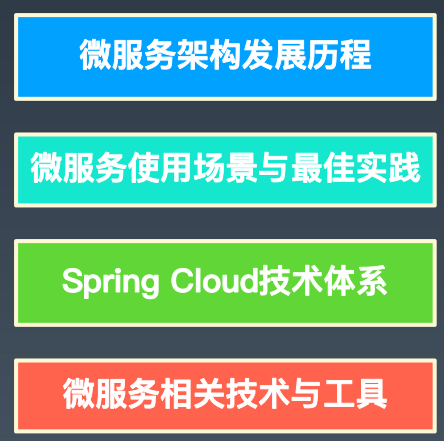 微服务架构发展历程
微服务使用场景与最佳实践
Spring Cloud技术体系
微服务相关技术与工具